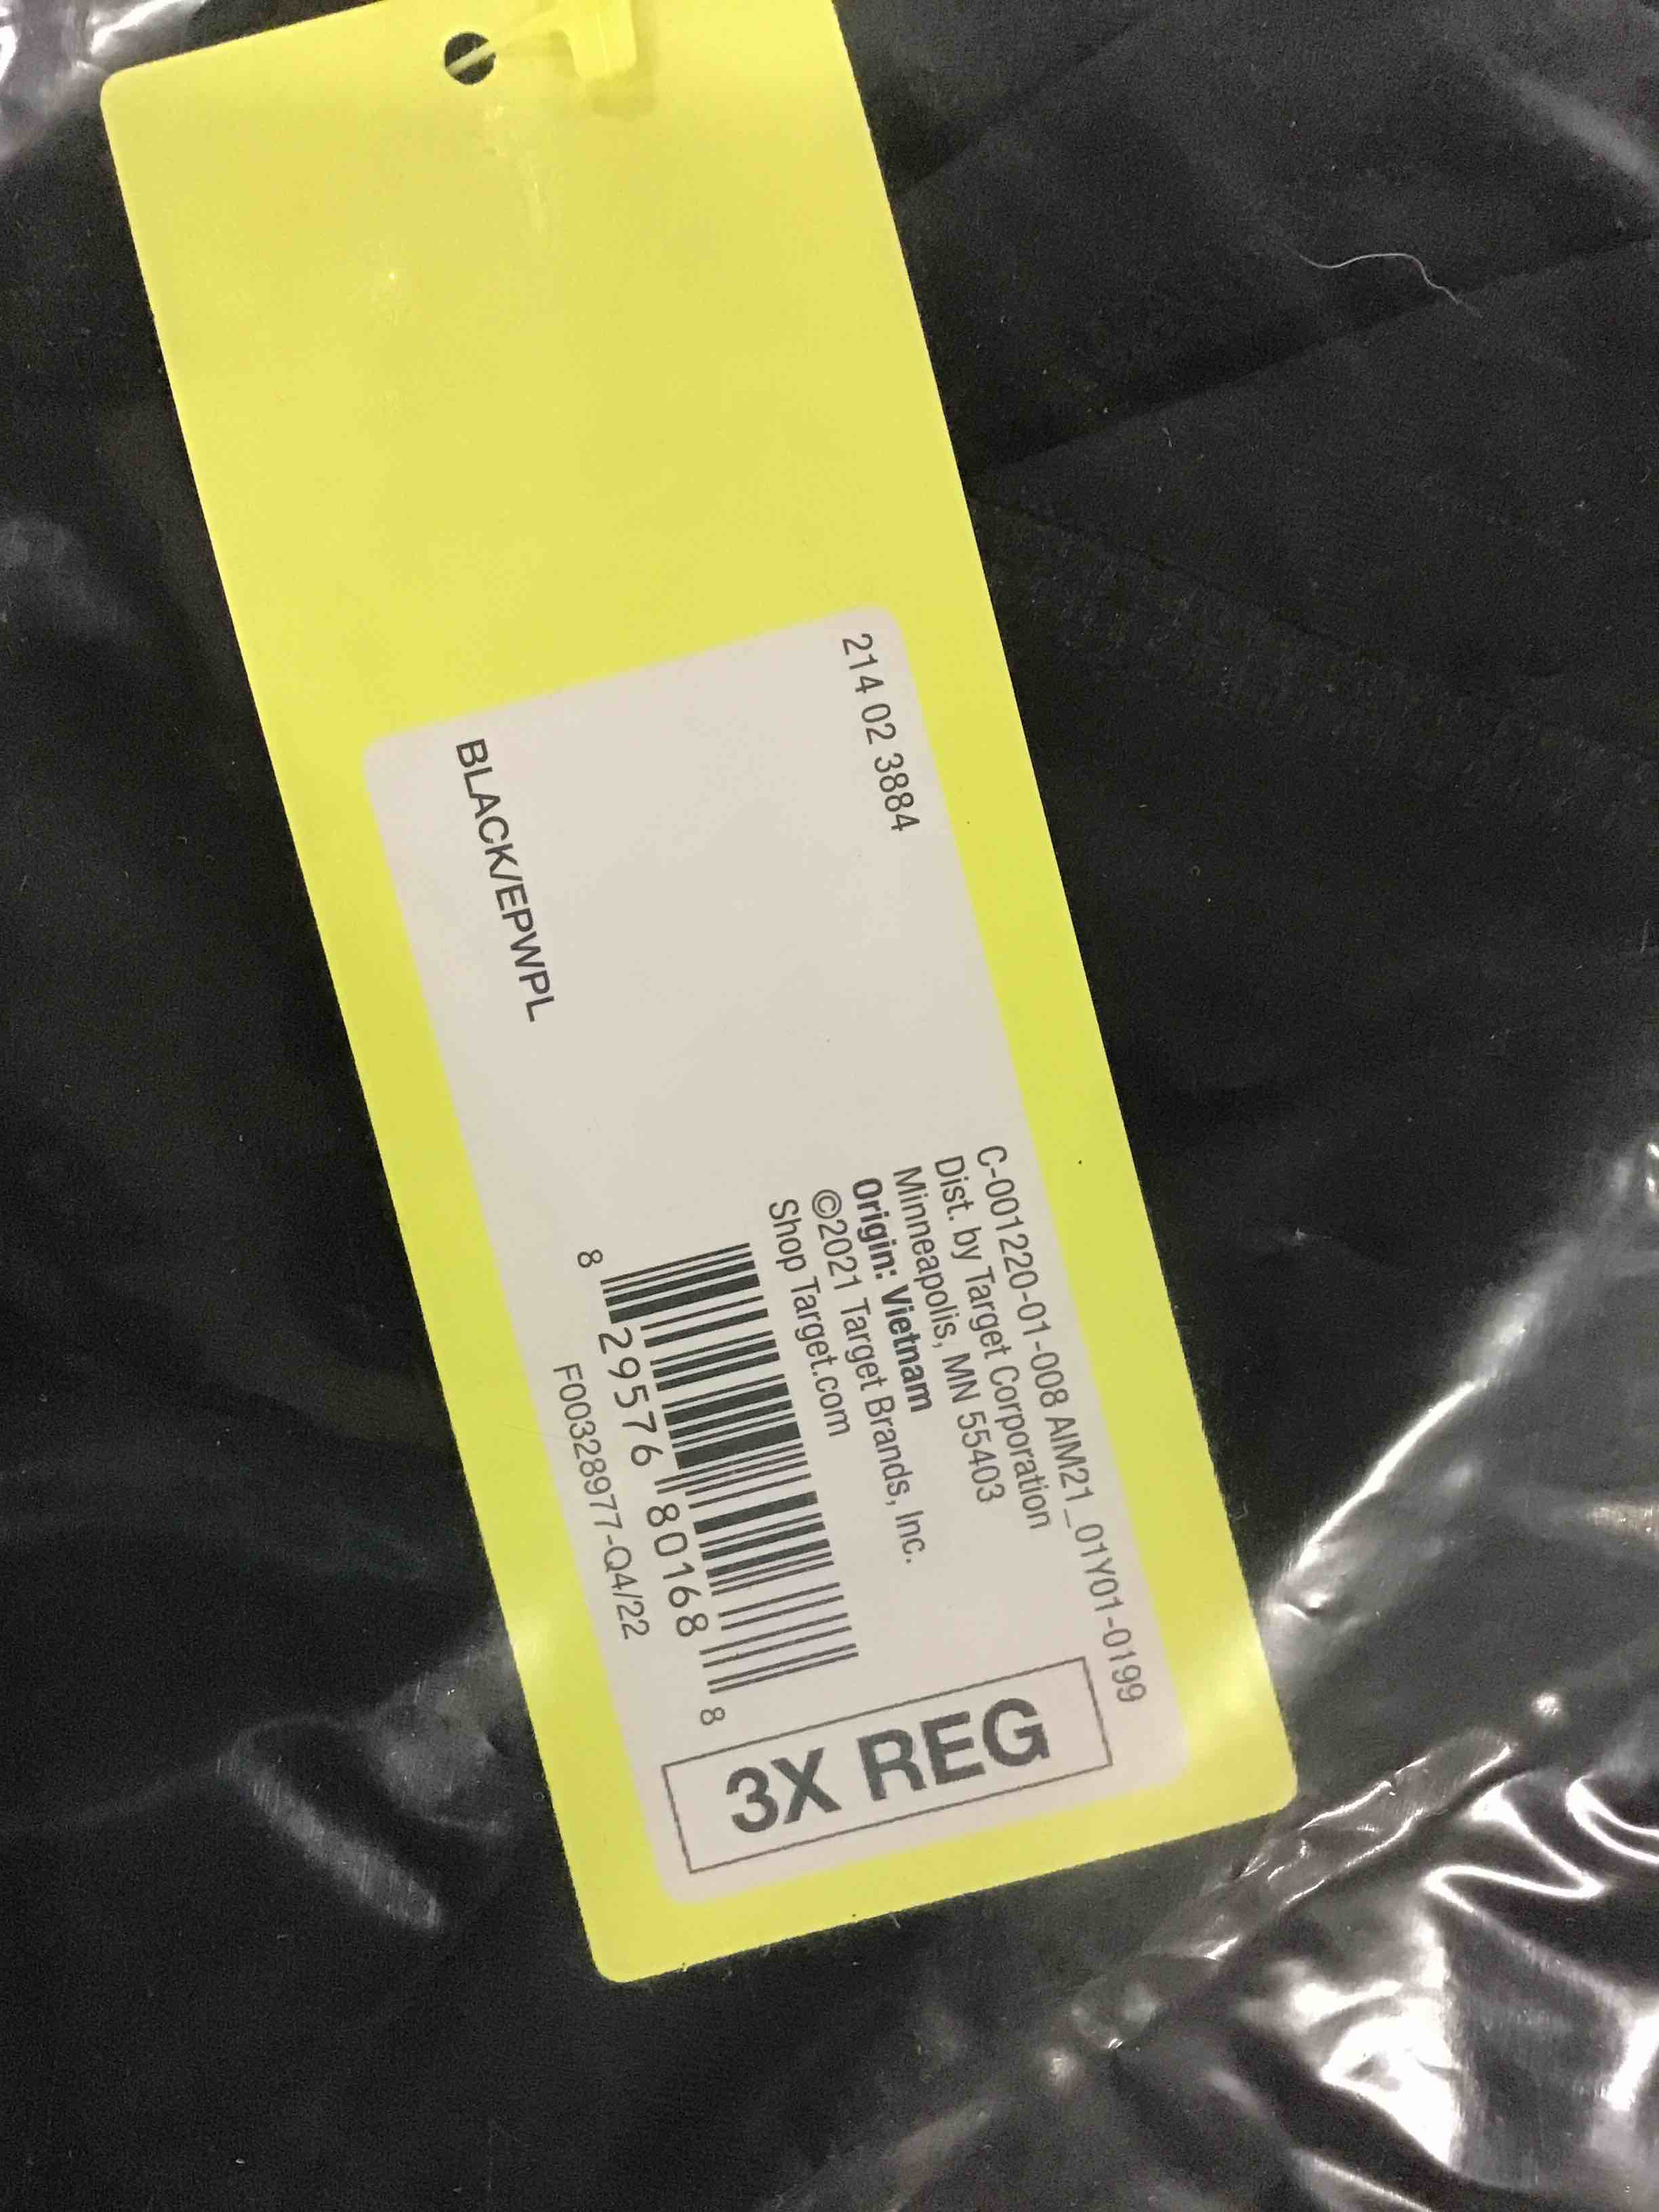 214 02 3884
C-001220-01-008 AIM21_01Y01-0199
Dist. by Target Corporation
Minneapolis, MN 55403
Origin: Vietnam
©2021 Target Brands, Inc.
Shop Target.com
8 29576 80168 8
F00328977-Q4/22
BLACK/EPWPL
3X REG